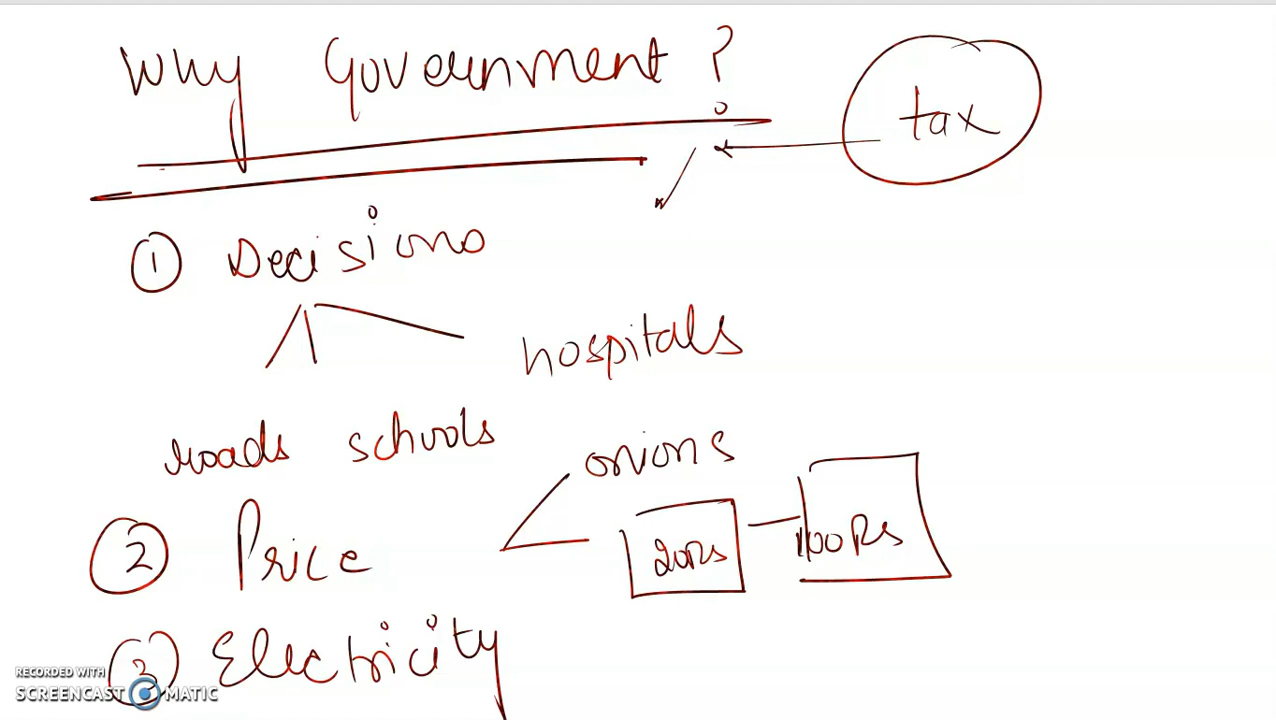 Why Government ?
tax
① Decisions
hospitals
roads schools
onions
② Price
20Rs
100Rs
③ Electricity
RECORDED WITH
SCREENCAST MATIC